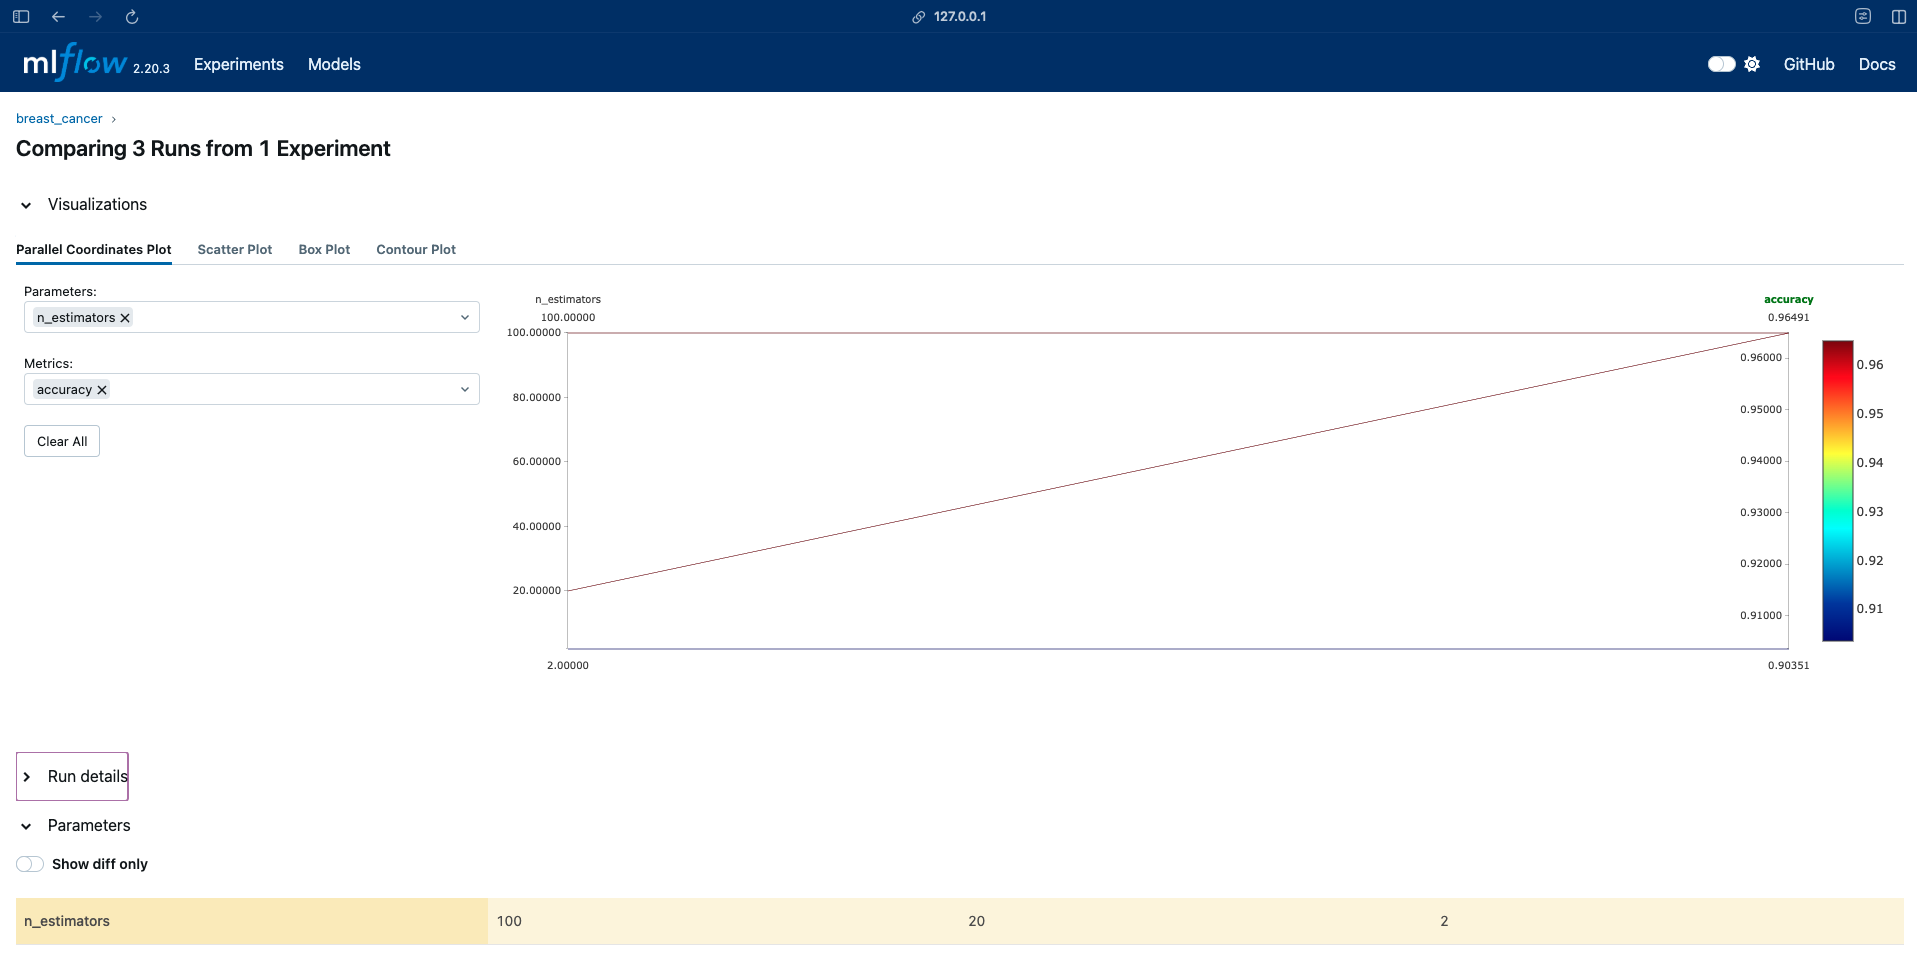 127.0.0.1
mlflow 2.20.3 Experiments Models GitHub Docs
breast_cancer ›
Comparing 3 Runs from 1 Experiment
Visualizations
Parallel Coordinates Plot Scatter Plot Box Plot Contour Plot
Parameters:
n_estimators
Metrics:
accuracy
Clear All
n_estimators
100.00000
100.00000
80.00000
60.00000
40.00000
20.00000
2.00000
accuracy
0.96491
0.96000
0.95000
0.94000
0.93000
0.92000
0.91000
0.90351
0.96
0.95
0.94
0.93
0.92
0.91
Run details
Parameters
Show diff only
n_estimators 100 20 2